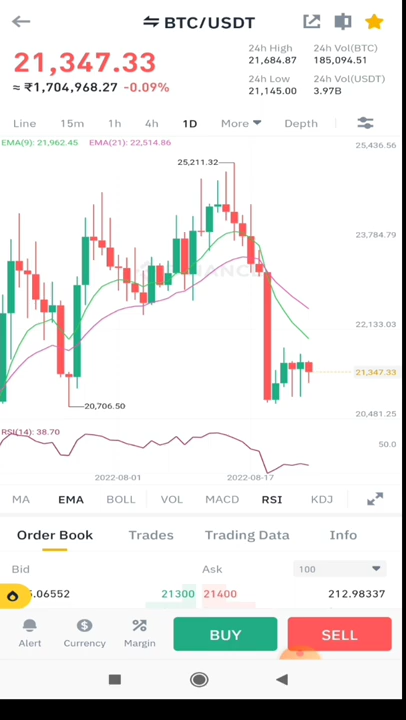 BTC/USDT
21,347.33
≈ ₹1,704,968.27 -0.09%
24h High
21,684.87
24h Vol(BTC)
185,094.51
24h Low
21,145.00
24h Vol(USDT)
3.97B
Line 15m 1h 4h 1D More Depth
EMA(9): 21,962.45 EMA(21): 22,514.86
25,436.56
25,211.32
23,784.79
22,133.03
21,347.33
20,706.50
20,481.25
RSI(14): 38.70
50.0
2022-08-01 2022-08-17
MA EMA BOLL VOL MACD RSI KDJ
Order Book Trades Trading Data Info
Bid Ask 100
.06552 21300 21400 212.98337
Alert Currency Margin BUY SELL